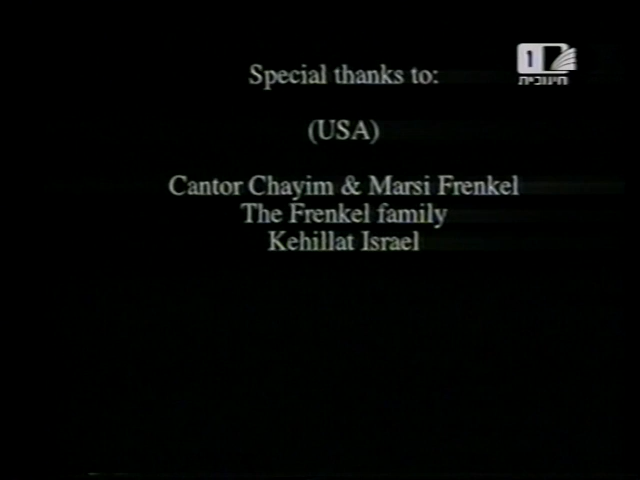 1
חינוכית
Special thanks to:
(USA)
Cantor Chayim & Marsi Frenkel
The Frenkel family
Kehillat Israel